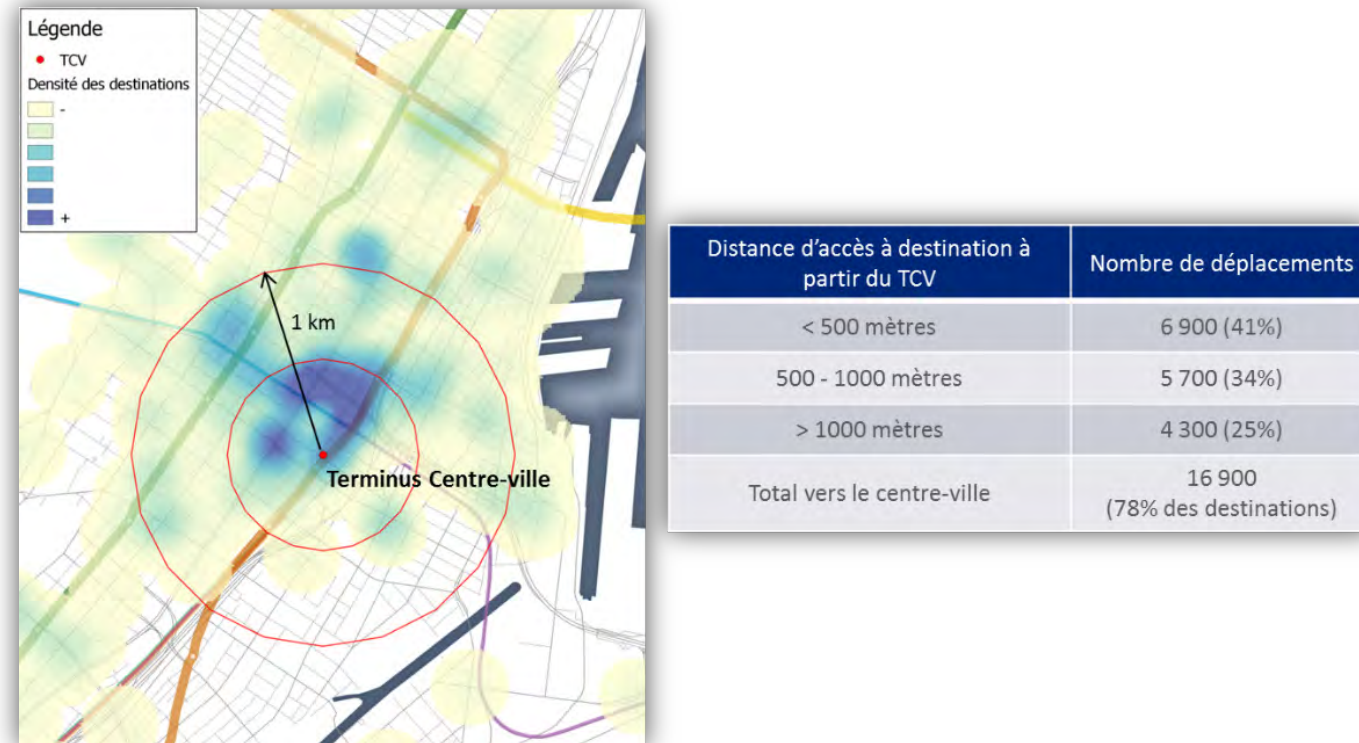 Légende
TCV
Densité des destinations
-
+
1 km
Terminus Centre-ville
Distance d'accès à destination à
partir du TCV
Nombre de déplacements
< 500 mètres
6 900 (41%)
500 - 1000 mètres
5 700 (34%)
> 1000 mètres
4 300 (25%)
Total vers le centre-ville
16 900
(78% des destinations)